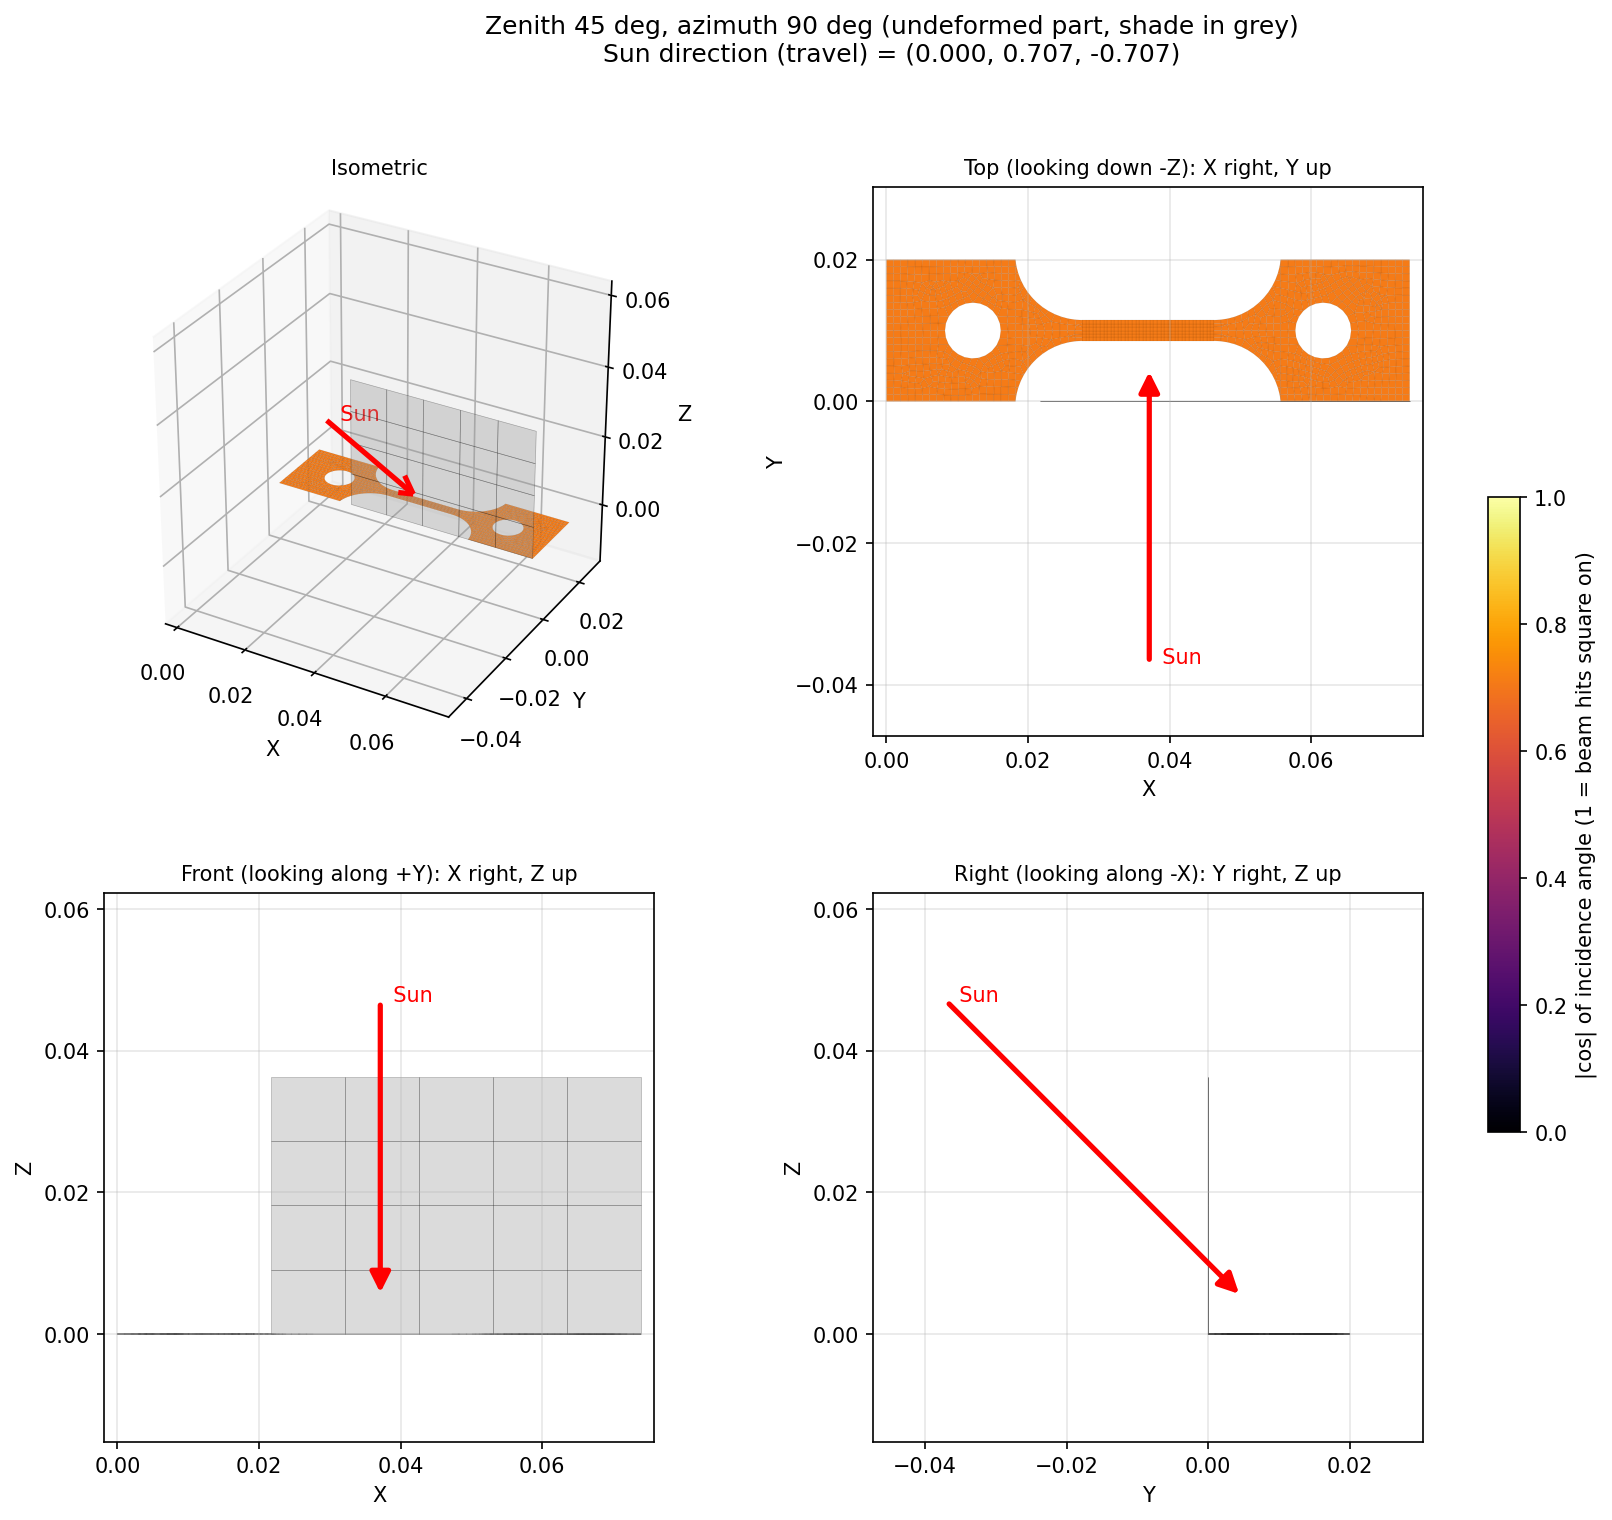 Zenith 45 deg, azimuth 90 deg (undeformed part, shade in grey)
Sun direction (travel) = (0.000, 0.707, -0.707)
Isometric
0.06
0.04
Z
0.02
0.00
Sun
0.02
0.00
−0.02
Y
−0.04
0.00
0.02
0.04
0.06
X
Top (looking down -Z): X right, Y up
0.02
0.00
−0.02
−0.04
Y
Sun
0.00
0.02
0.04
0.06
X
Front (looking along +Y): X right, Z up
0.06
0.04
0.02
0.00
Z
Sun
0.00
0.02
0.04
0.06
X
Right (looking along -X): Y right, Z up
0.06
0.04
0.02
0.00
Z
Sun
−0.04
−0.02
0.00
0.02
Y
1.0
0.8
0.6
0.4
0.2
0.0
|cos| of incidence angle (1 = beam hits square on)